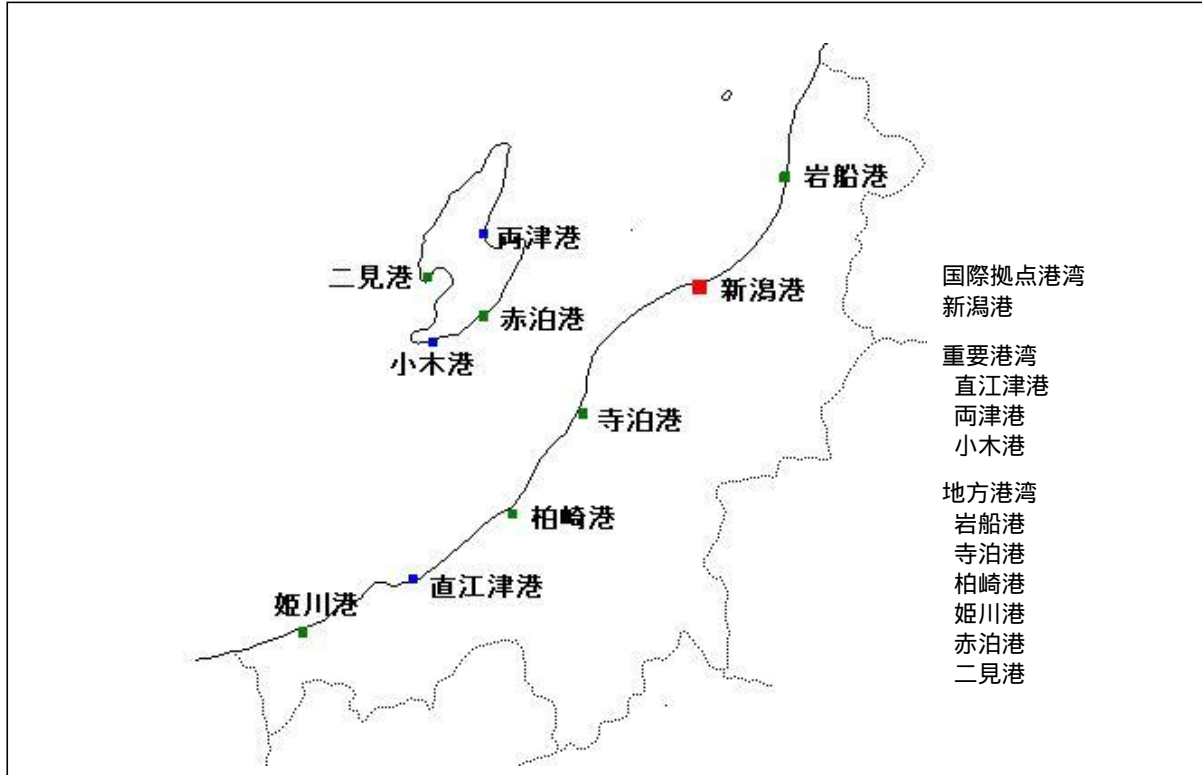 岩船港
両津港
二見港
新潟港
赤泊港
小木港
寺泊港
柏崎港
直江津港
姫川港
国際拠点港湾
新潟港
重要港湾
直江津港
両津港
小木港
地方港湾
岩船港
寺泊港
柏崎港
姫川港
赤泊港
二見港